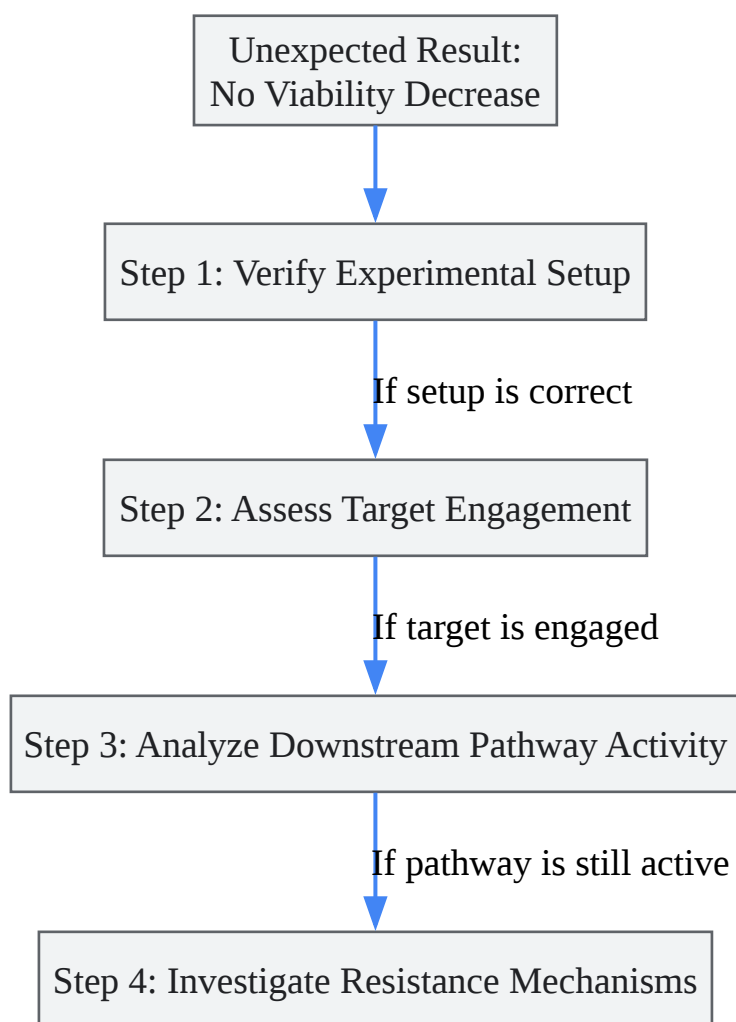 Unexpected Result:
No Viability Decrease
Step 1: Verify Experimental Setup
If setup is correct
Step 2: Assess Target Engagement
If target is engaged
Step 3: Analyze Downstream Pathway Activity
If pathway is still active
Step 4: Investigate Resistance Mechanisms